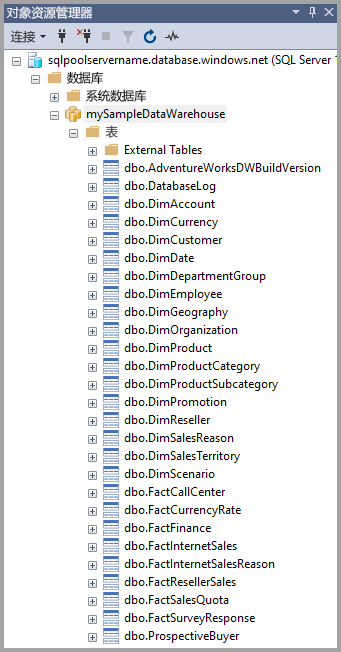 对象资源管理器
连接
sqlpoolservername.database.windows.net (SQL Server
数据库
系统数据库
mySampleDataWarehouse
表
External Tables
dbo.AdventureWorksDWBuildVersion
dbo.DatabaseLog
dbo.DimAccount
dbo.DimCurrency
dbo.DimCustomer
dbo.DimDate
dbo.DimDepartmentGroup
dbo.DimEmployee
dbo.DimGeography
dbo.DimOrganization
dbo.DimProduct
dbo.DimProductCategory
dbo.DimProductSubcategory
dbo.DimPromotion
dbo.DimReseller
dbo.DimSalesReason
dbo.DimSalesTerritory
dbo.DimScenario
dbo.FactCallCenter
dbo.FactCurrencyRate
dbo.FactFinance
dbo.FactInternetSales
dbo.FactInternetSalesReason
dbo.FactResellerSales
dbo.FactSalesQuota
dbo.FactSurveyResponse
dbo.ProspectiveBuyer